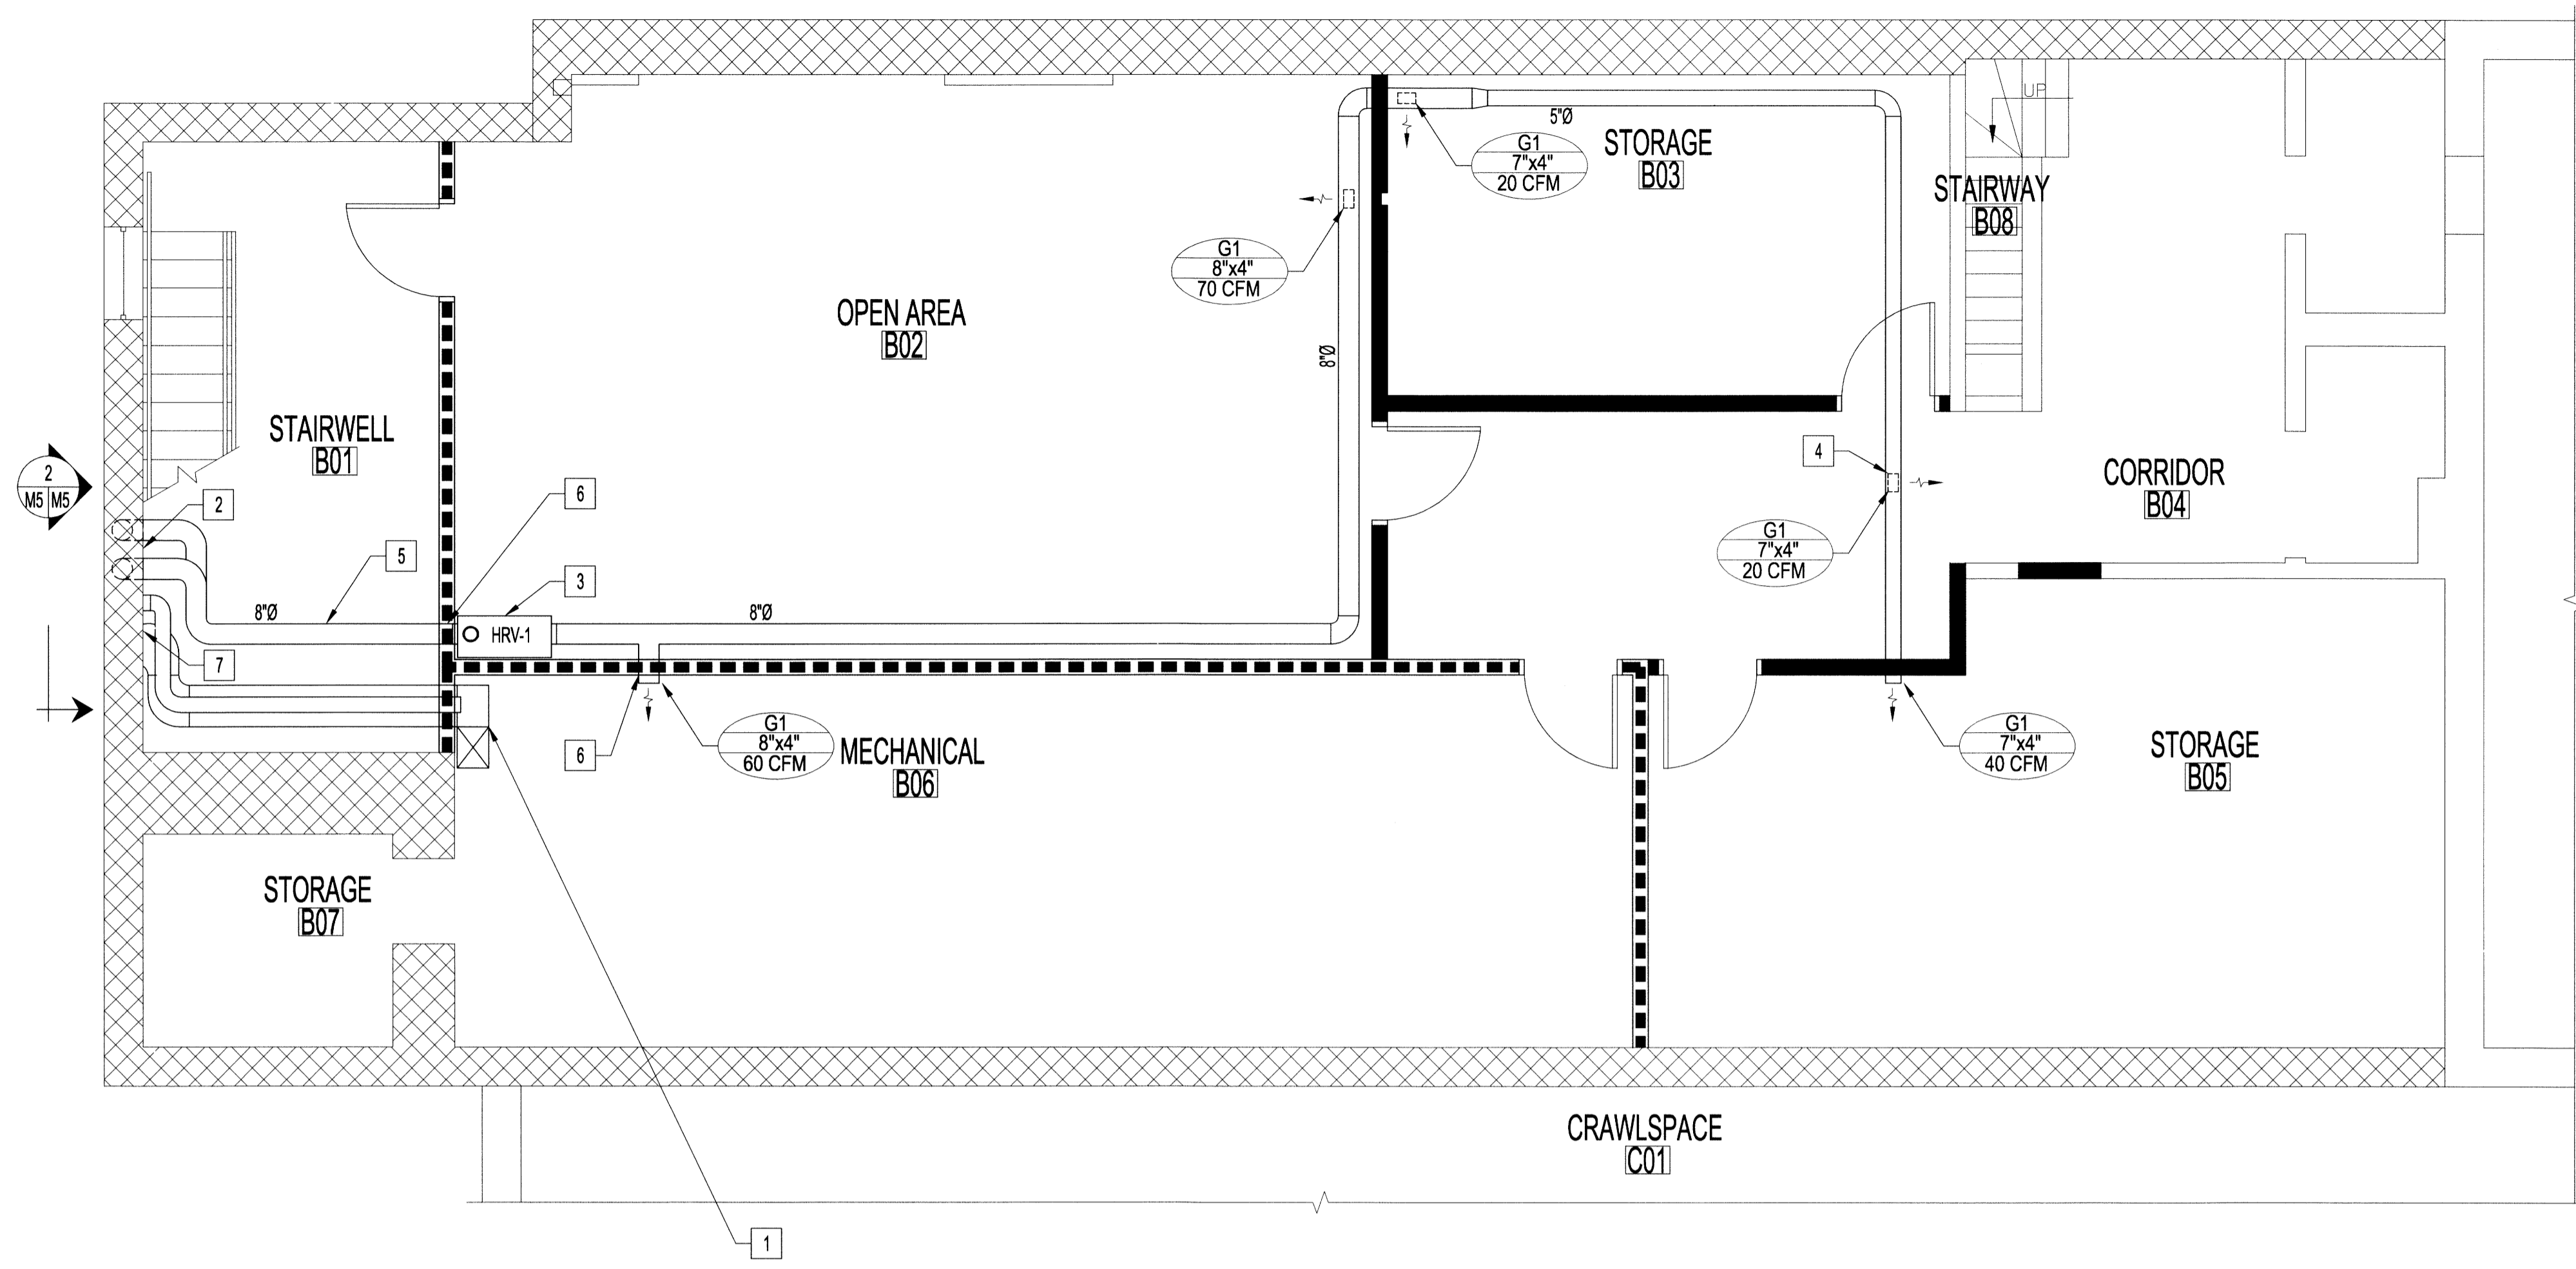 UP
5"Ø
STORAGE
B03
G1
7"x4"
20 CFM
STAIRWAY
B08
G1
8"x4"
70 CFM
OPEN AREA
B02
8"Ø
STAIRWELL
B01
4
CORRIDOR
B04
2
M5 M5
2
6
5
3
G1
7"x4"
20 CFM
8"Ø
8"Ø
HRV-1
7
6
G1
8"x4"
60 CFM
MECHANICAL
B06
G1
7"x4"
40 CFM
STORAGE
B05
STORAGE
B07
CRAWLSPACE
C01
1